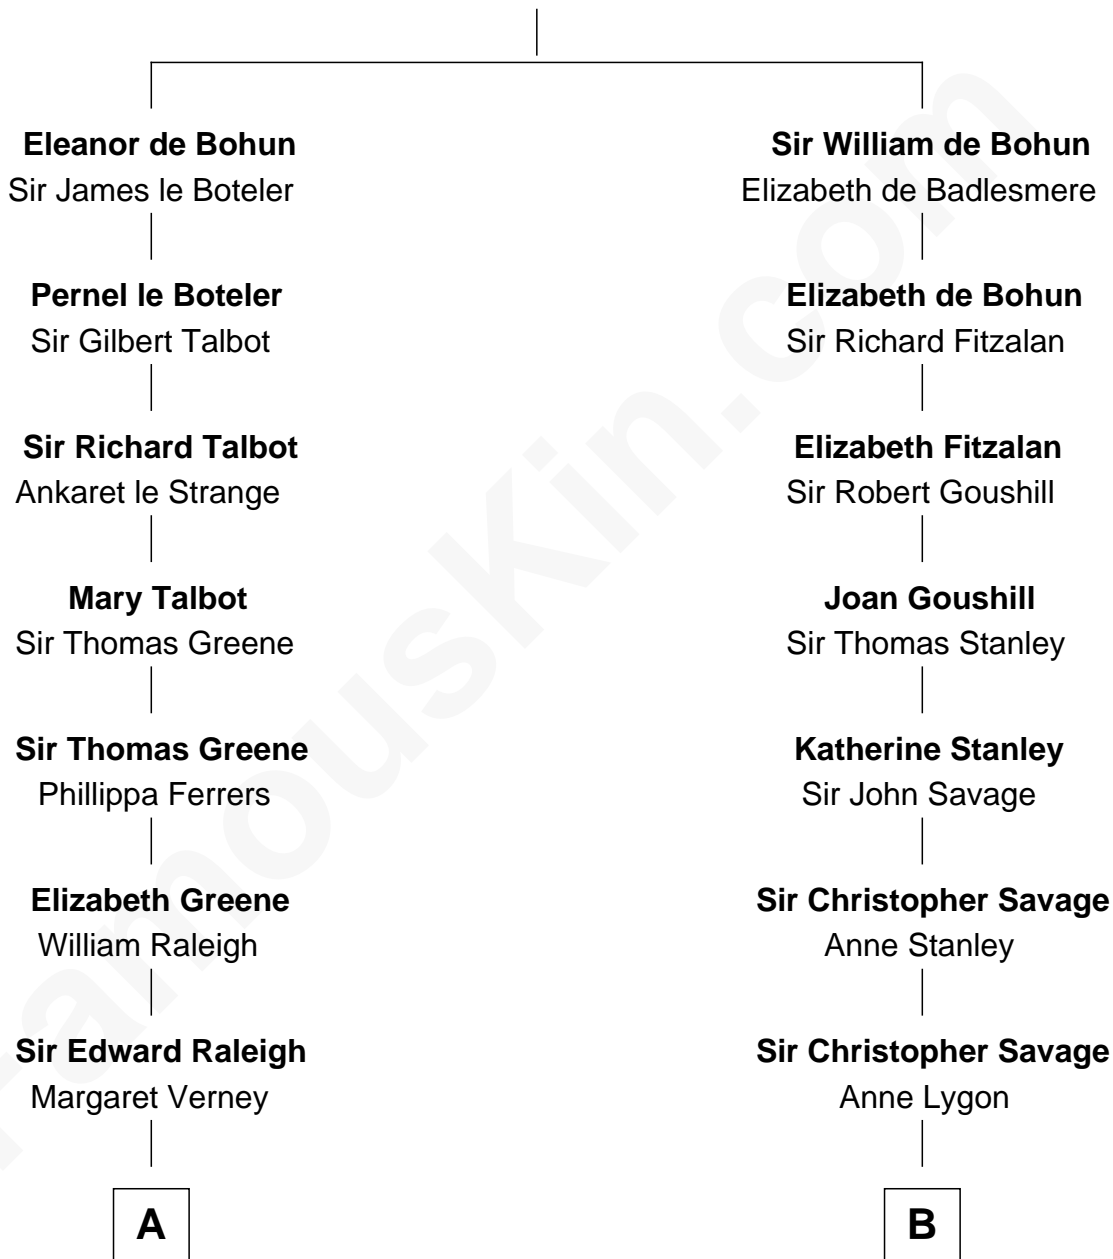 Eleanor de Bohun
Sir James le Boteler
Pernel le Boteler
Sir Gilbert Talbot
Sir Richard Talbot
Ankaret le Strange
Mary Talbot
Sir Thomas Greene
Sir Thomas Greene
Phillippa Ferrers
Elizabeth Greene
William Raleigh
Sir Edward Raleigh
Margaret Verney
A
Sir William de Bohun
Elizabeth de Badlesmere
Elizabeth de Bohun
Sir Richard Fitzalan
Elizabeth Fitzalan
Sir Robert Goushill
Joan Goushill
Sir Thomas Stanley
Katherine Stanley
Sir John Savage
Sir Christopher Savage
Anne Stanley
Sir Christopher Savage
Anne Lygon
B
FamousKin.com